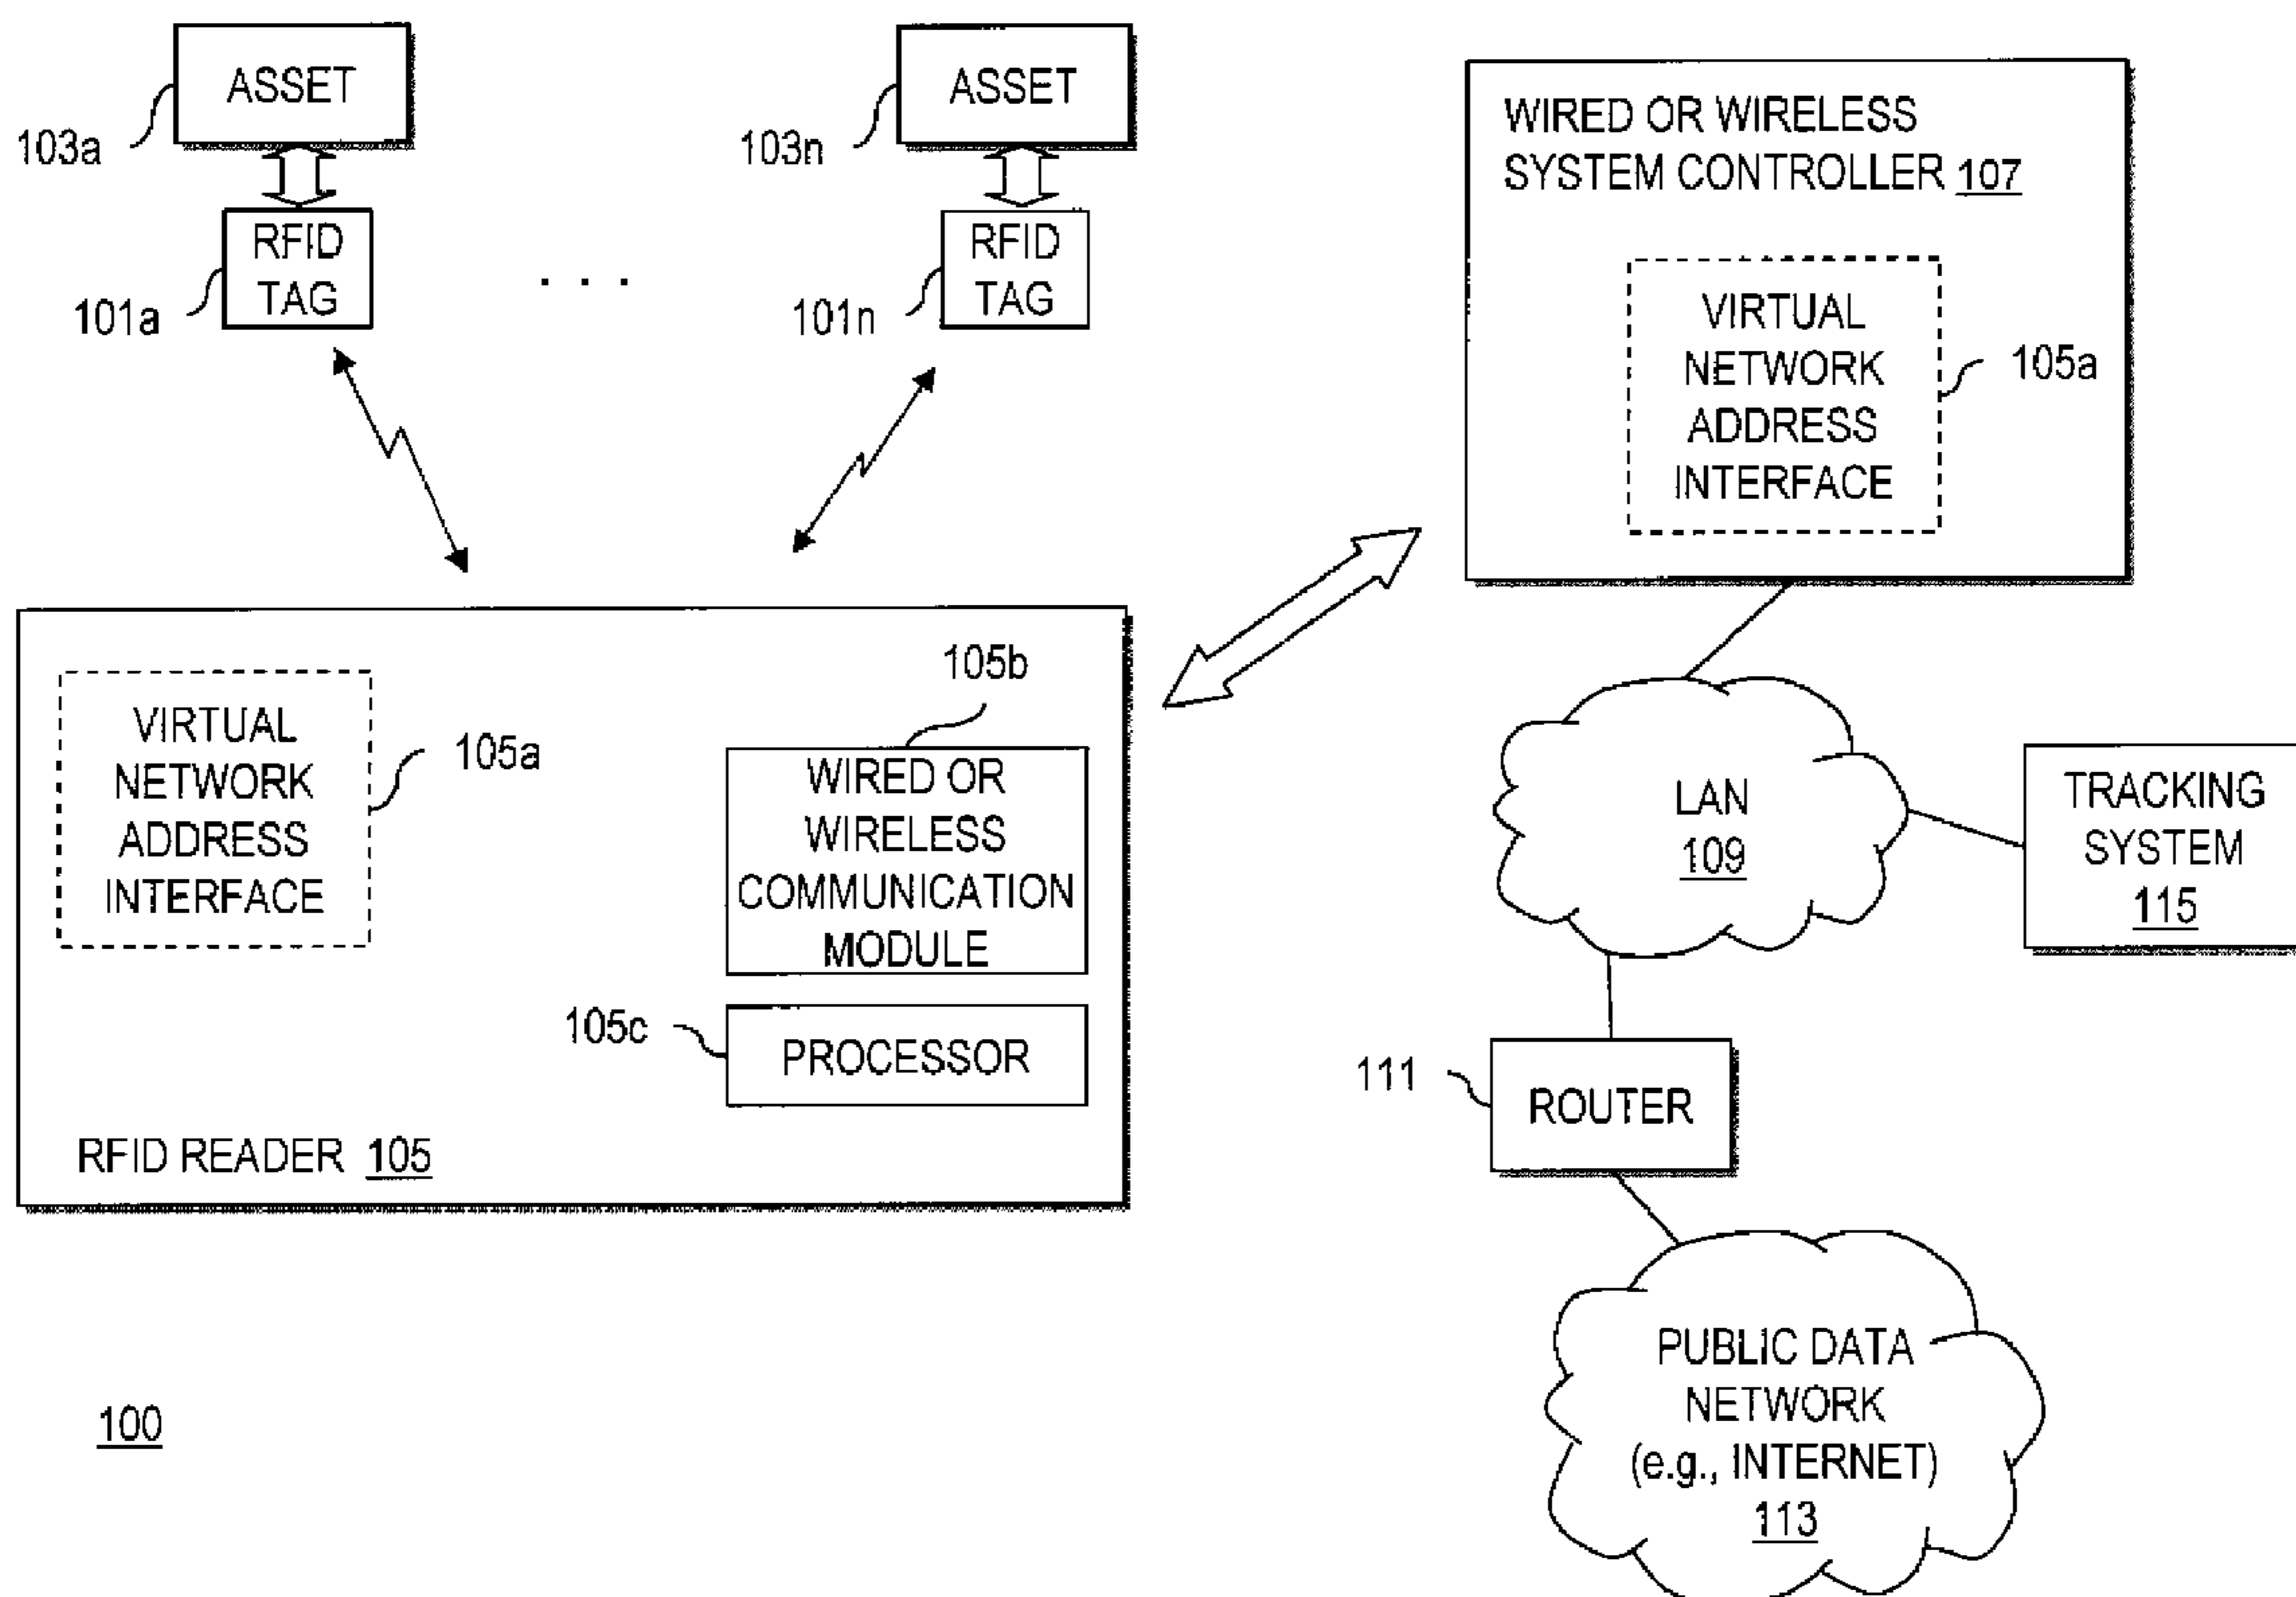 ASSET
103a
RFID
TAG
101a
. . .
ASSET
103n
RFID
TAG
101n
WIRED OR WIRELESS
SYSTEM CONTROLLER 107
VIRTUAL
NETWORK
ADDRESS
INTERFACE
105a
VIRTUAL
NETWORK
ADDRESS
INTERFACE
105a
105b
WIRED OR
WIRELESS
COMMUNICATION
MODULE
105c
PROCESSOR
RFID READER 105
LAN
109
TRACKING
SYSTEM
115
111
ROUTER
PUBLIC DATA
NETWORK
(e.g., INTERNET)
113
100